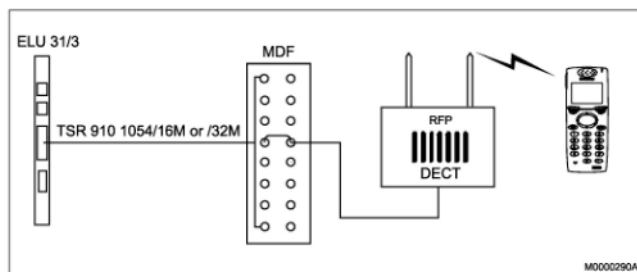 ELU 31/3
MDF
TSR 910 1054/16M or /32M
RFP
DECT
M0000290A